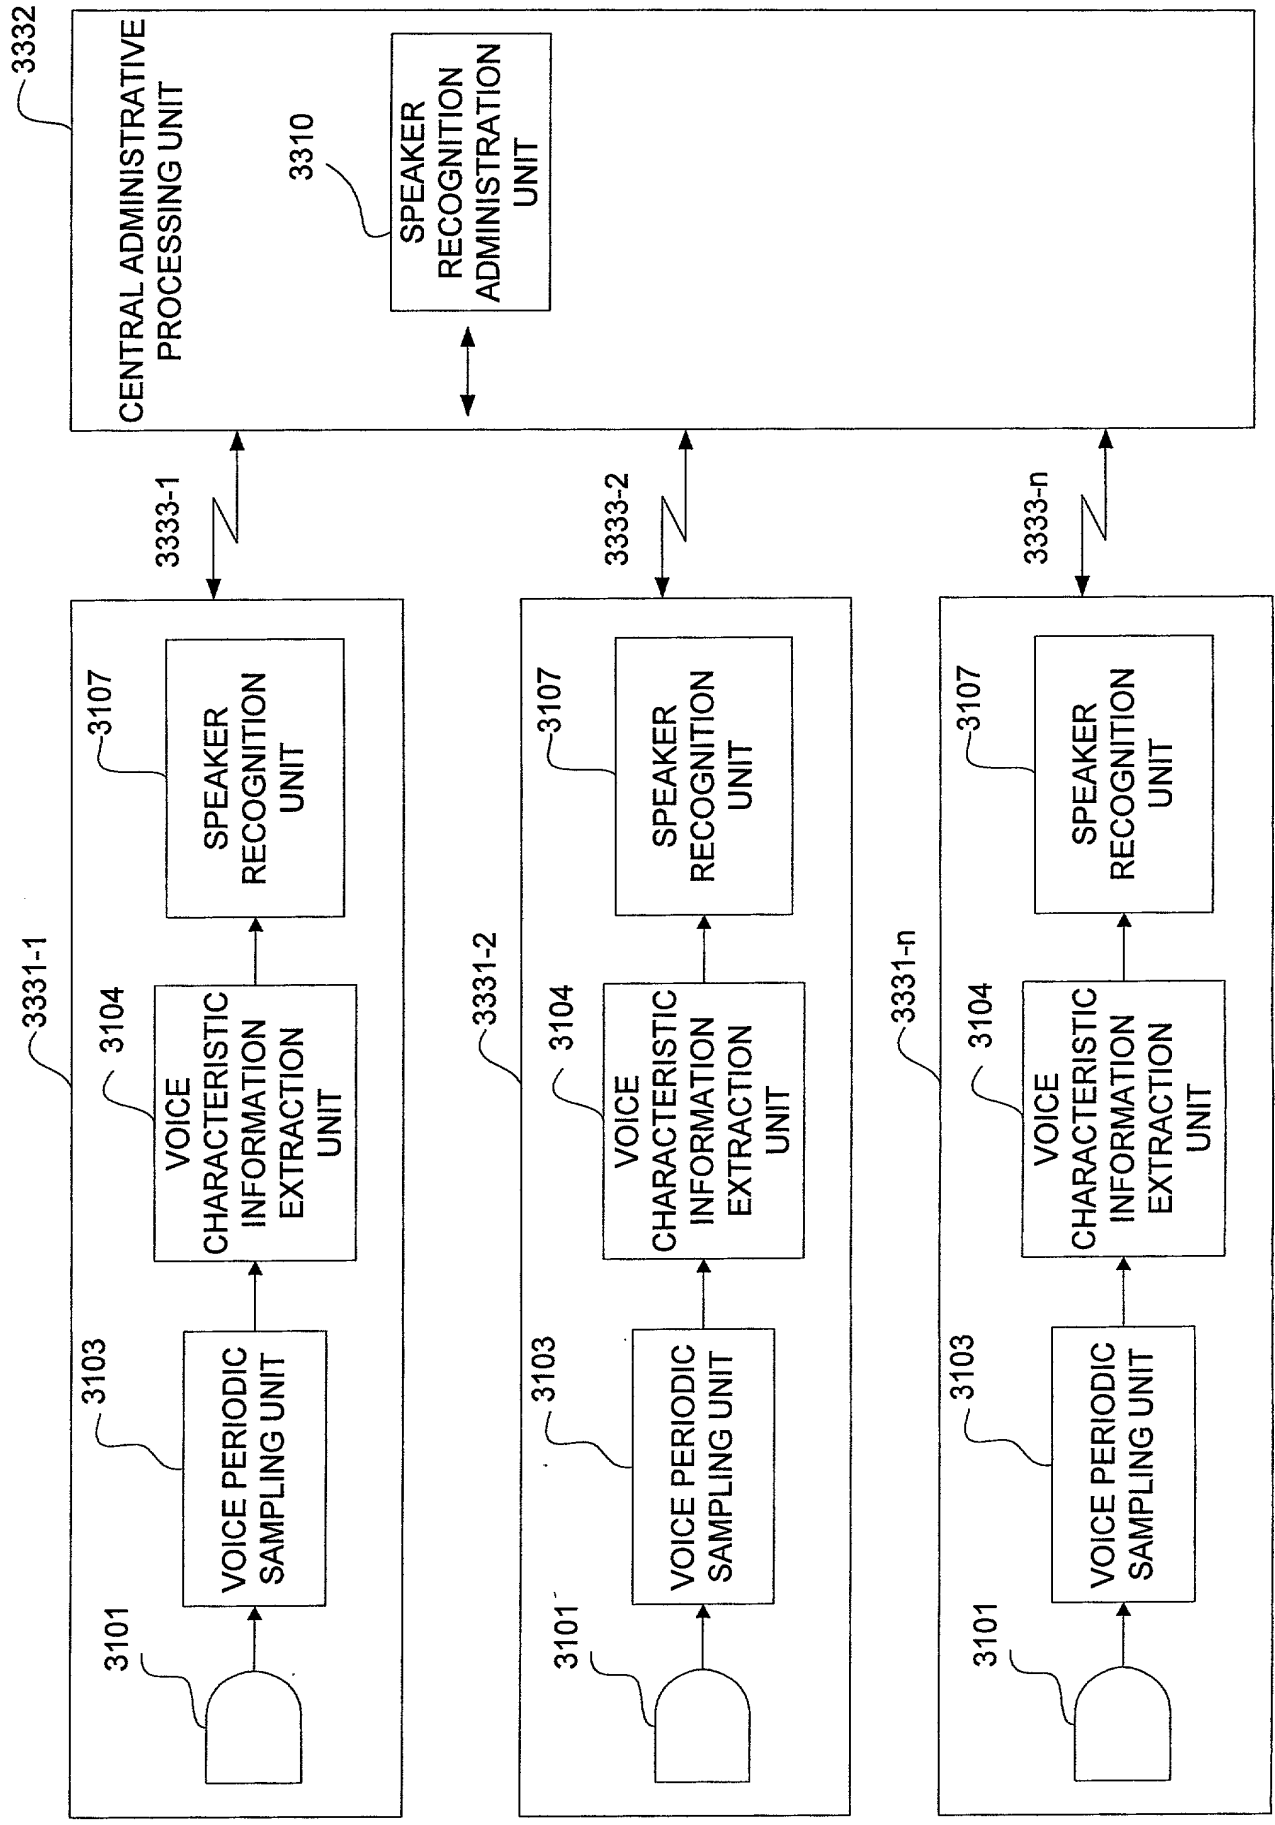 3332
CENTRAL ADMINISTRATIVE
PROCESSING UNIT
3310
SPEAKER
RECOGNITION
ADMINISTRATION
UNIT
3333-1
3333-2
3333-n
3331-1
3101
3103
VOICE PERIODIC
SAMPLING UNIT
3104
VOICE
CHARACTERISTIC
INFORMATION
EXTRACTION
UNIT
3107
SPEAKER
RECOGNITION
UNIT
3331-2
3101
3103
VOICE PERIODIC
SAMPLING UNIT
3104
VOICE
CHARACTERISTIC
INFORMATION
EXTRACTION
UNIT
3107
SPEAKER
RECOGNITION
UNIT
3331-n
3101
3103
VOICE PERIODIC
SAMPLING UNIT
3104
VOICE
CHARACTERISTIC
INFORMATION
EXTRACTION
UNIT
3107
SPEAKER
RECOGNITION
UNIT